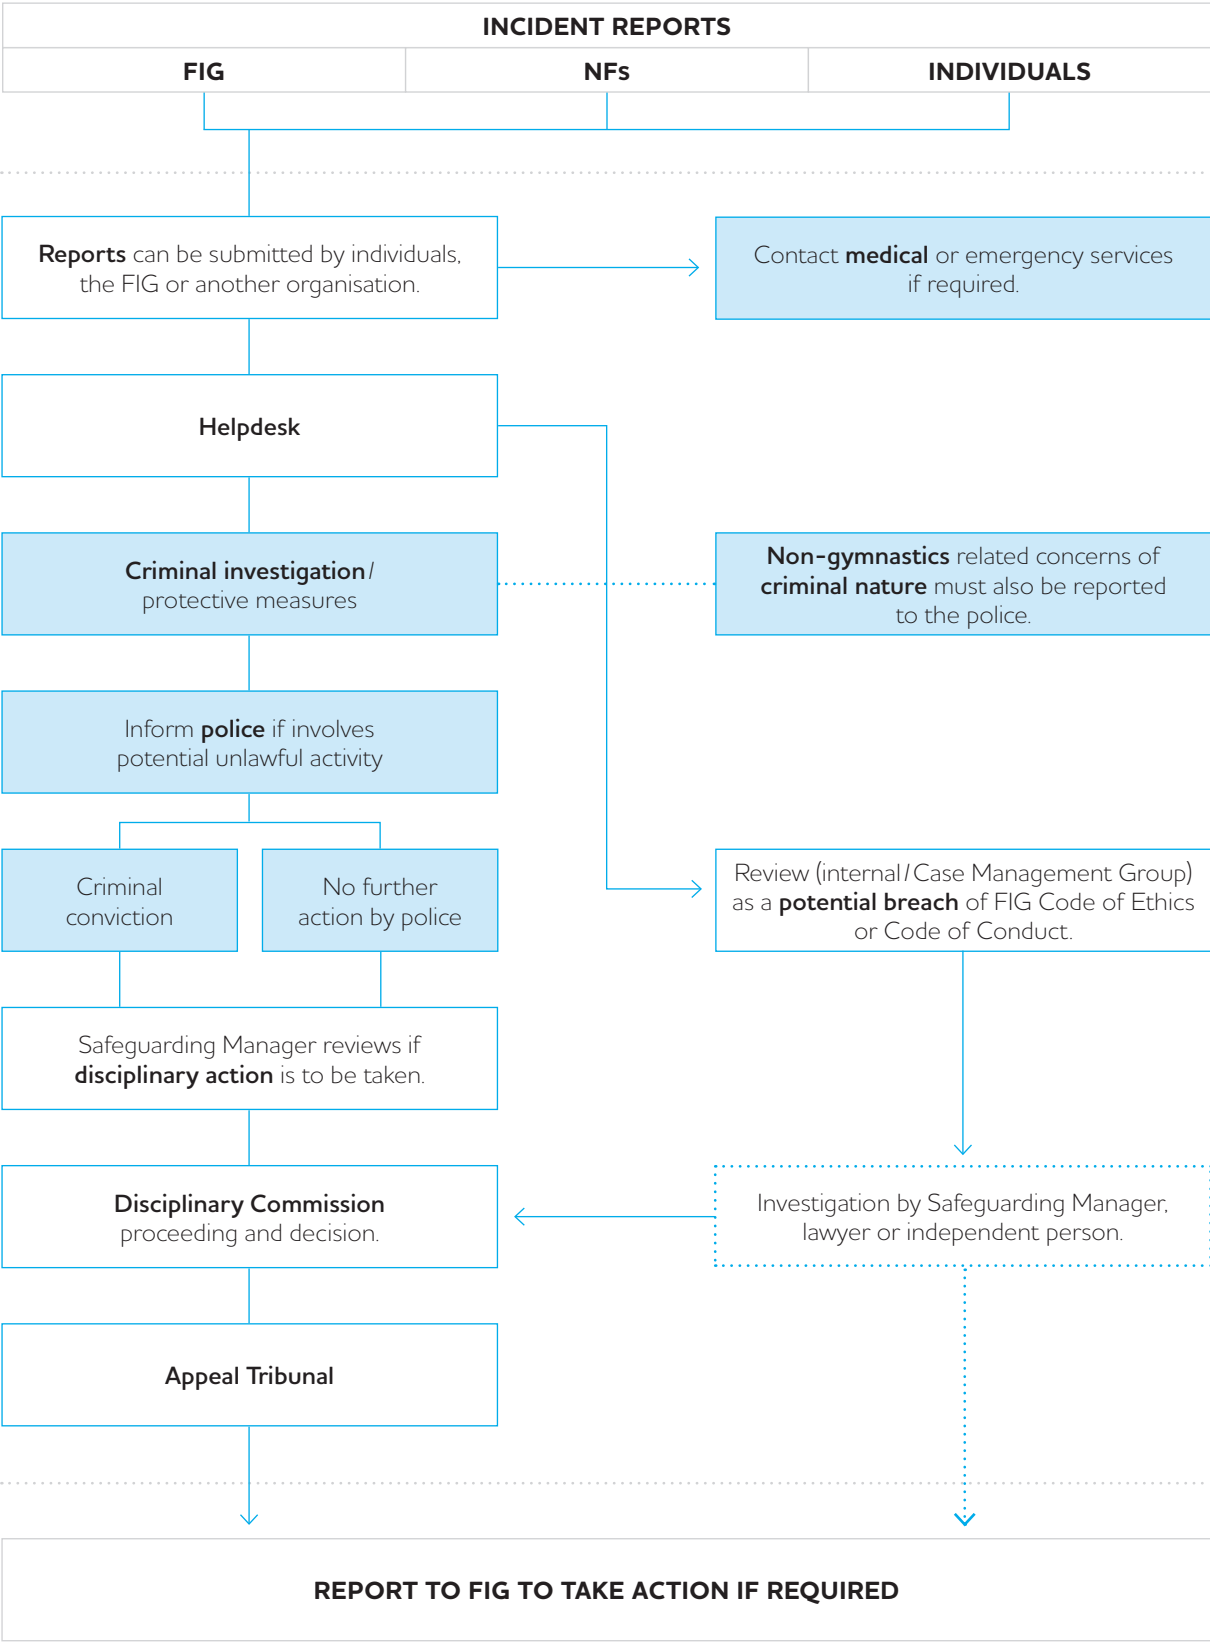 INCIDENT REPORTS
FIG
NFs
INDIVIDUALS
Reports can be submitted by individuals,
the FIG or another organisation.
Contact medical or emergency services
if required.
Helpdesk
Criminal investigation/
protective measures
Non-gymnastics related concerns of
criminal nature must also be reported
to the police.
Inform police if involves
potential unlawful activity
Criminal
conviction
No further
action by police
Review (internal/Case Management Group)
as a potential breach of FIG Code of Ethics
or Code of Conduct.
Safeguarding Manager reviews if
disciplinary action is to be taken.
Disciplinary Commission
proceeding and decision.
Investigation by Safeguarding Manager,
lawyer or independent person.
Appeal Tribunal
REPORT TO FIG TO TAKE ACTION IF REQUIRED